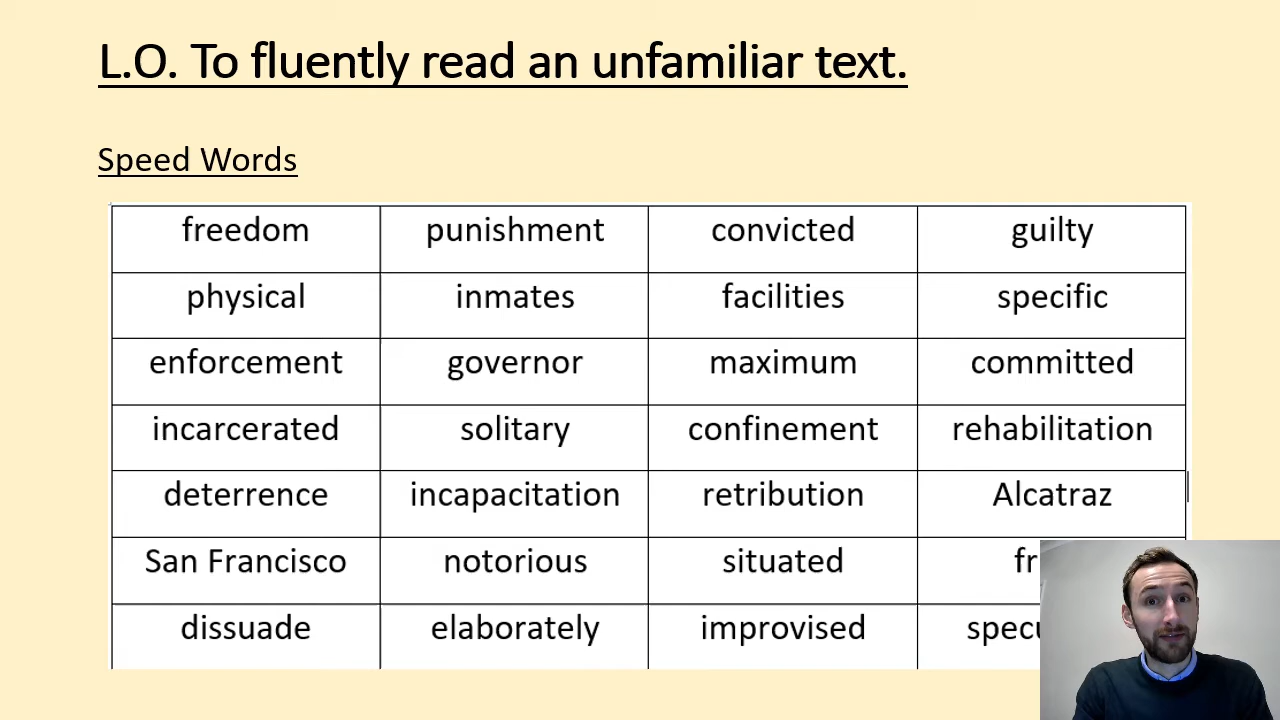 L.O. To fluently read an unfamiliar text.
Speed Words
freedom punishment convicted guilty
physical inmates facilities specific
enforcement governor maximum committed
incarcerated solitary confinement rehabilitation
deterrence incapacitation retribution Alcatraz
San Francisco notorious situated
dissuade elaborately improvised